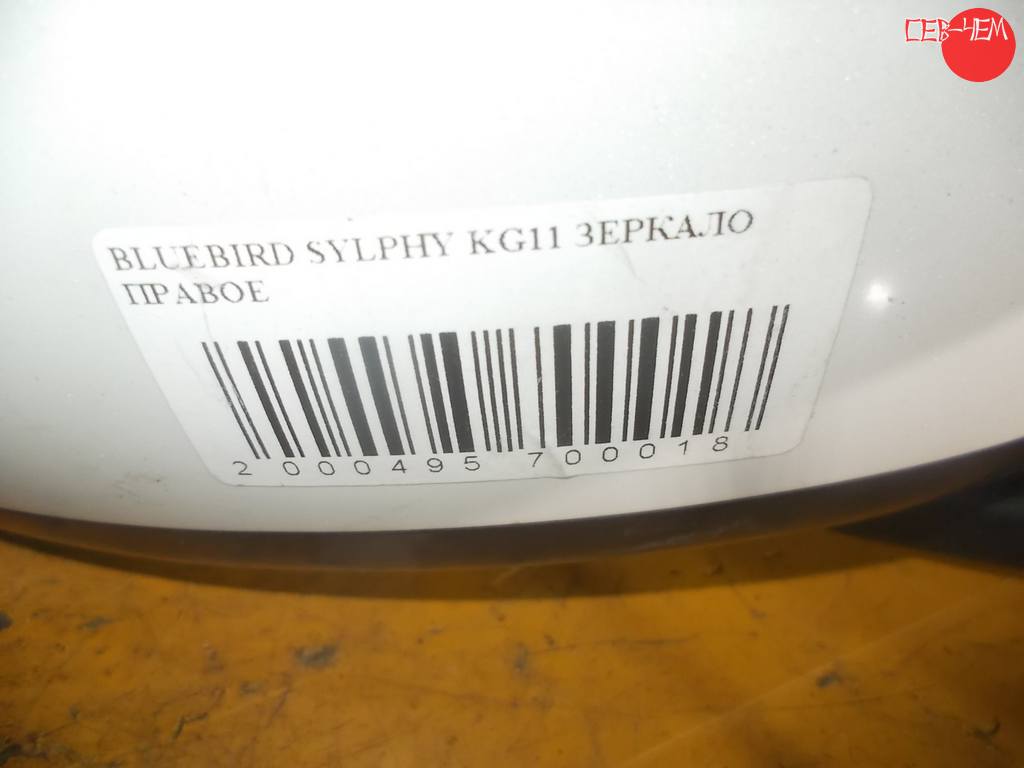 СЕВ-ЧЕМ
BLUEBIRD SYLPHY KG11 ЗЕРКАЛО
ПРАВОЕ
2 000495 700018